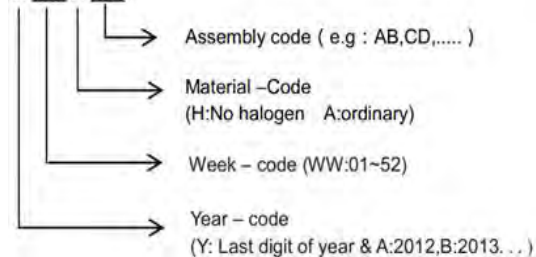 Assembly code ( e.g : AB,CD,..... )
Material –Code
(H:No halogen A:ordinary)
Week – code (WW:01~52)
Year – code
(Y: Last digit of year & A:2012,B:2013. . . )